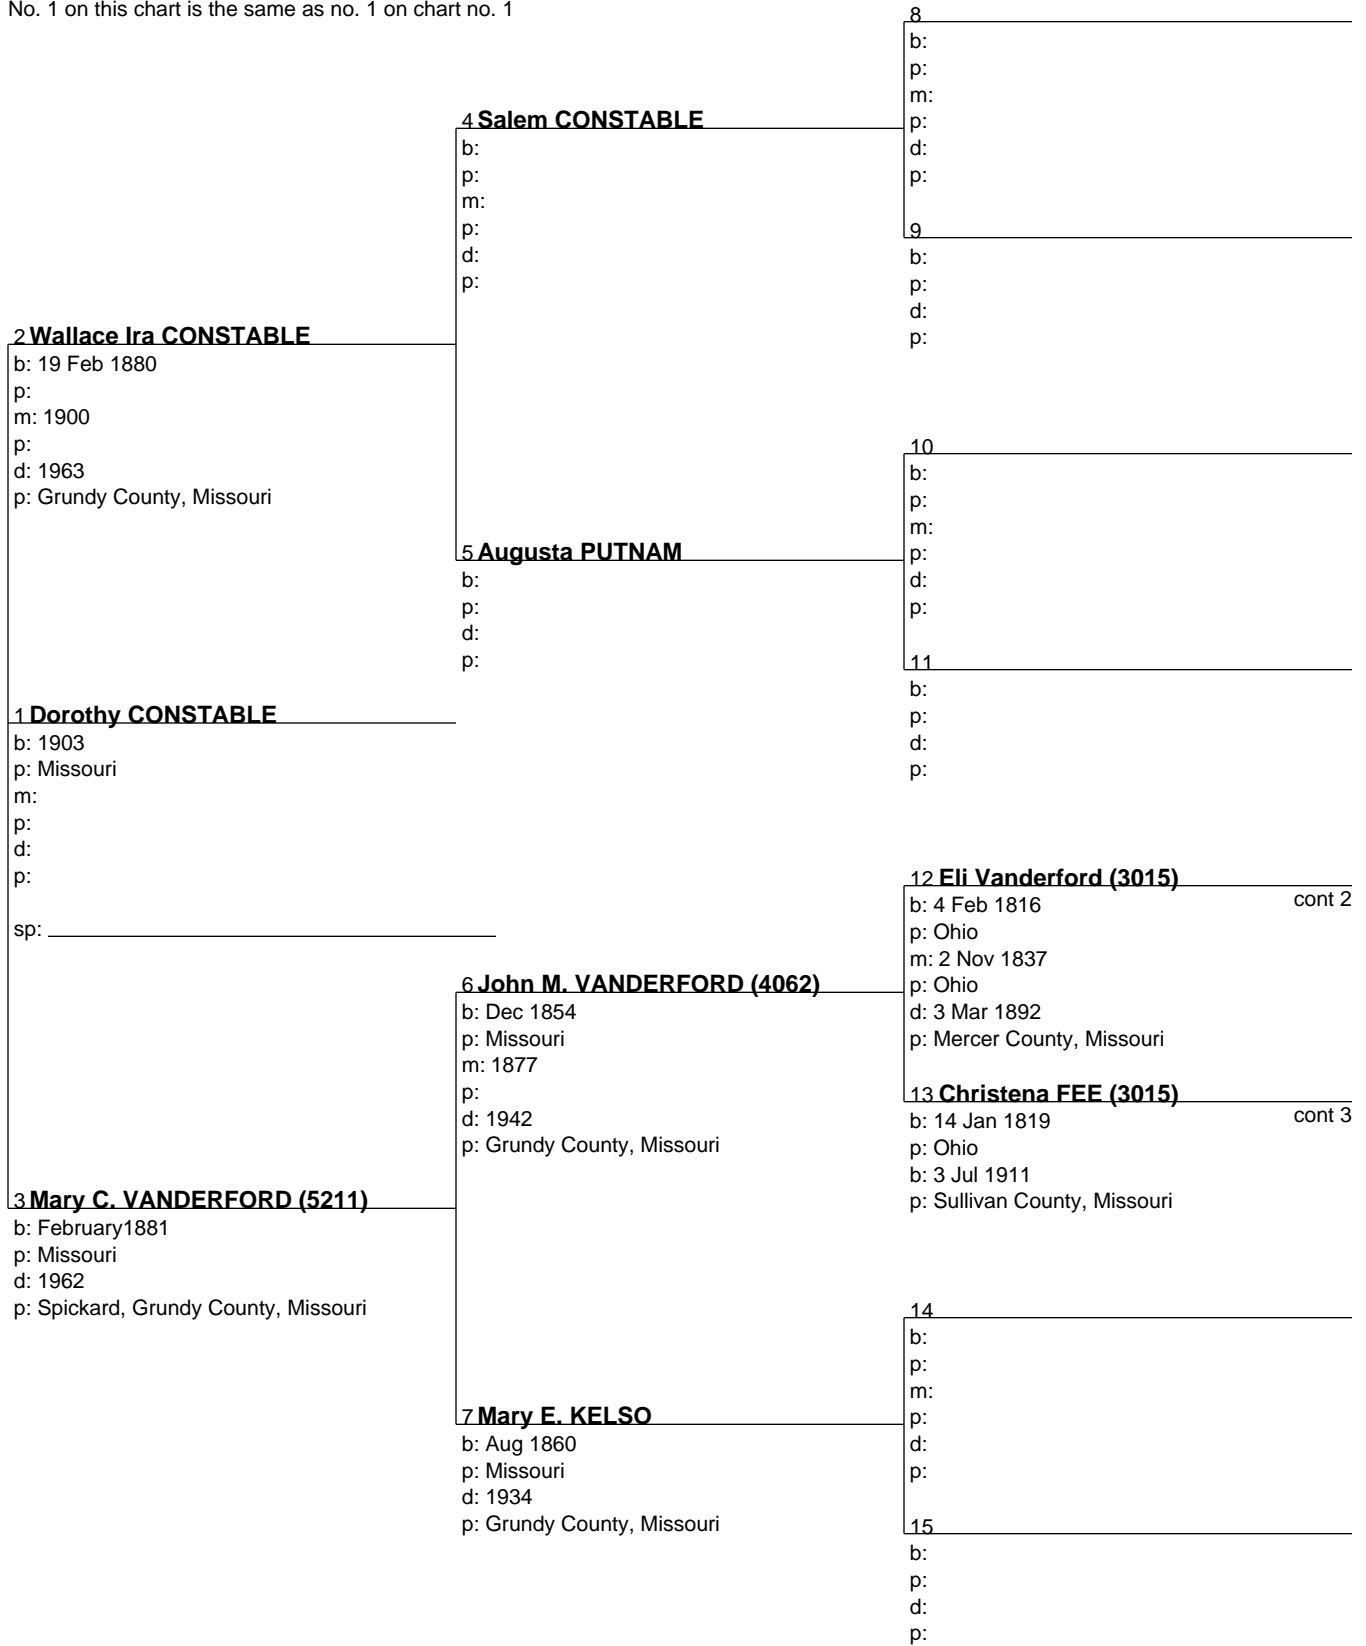 No. 1 on this chart is the same as no. 1 on chart no. 1
8
b:
p:
m:
p:
d:
p:
4 Salem CONSTABLE
b:
p:
m:
p:
d:
p:
9
b:
p:
d:
p:
2 Wallace Ira CONSTABLE
b: 19 Feb 1880
p:
m: 1900
p:
d: 1963
p: Grundy County, Missouri
10
b:
p:
m:
p:
d:
p:
5 Augusta PUTNAM
b:
p:
d:
p:
11
b:
p:
d:
p:
1 Dorothy CONSTABLE
b: 1903
p: Missouri
m:
p:
d:
p:
sp:
12 Eli Vanderford (3015)
cont 2
b: 4 Feb 1816
p: Ohio
m: 2 Nov 1837
p: Ohio
d: 3 Mar 1892
p: Mercer County, Missouri
6 John M. VANDERFORD (4062)
b: Dec 1854
p: Missouri
m: 1877
p:
d: 1942
p: Grundy County, Missouri
13 Christena FEE (3015)
cont 3
b: 14 Jan 1819
p: Ohio
b: 3 Jul 1911
p: Sullivan County, Missouri
3 Mary C. VANDERFORD (5211)
b: February1881
p: Missouri
d: 1962
p: Spickard, Grundy County, Missouri
14
b:
p:
m:
p:
d:
p:
7 Mary E. KELSO
b: Aug 1860
p: Missouri
d: 1934
p: Grundy County, Missouri
15
b:
p:
d:
p: